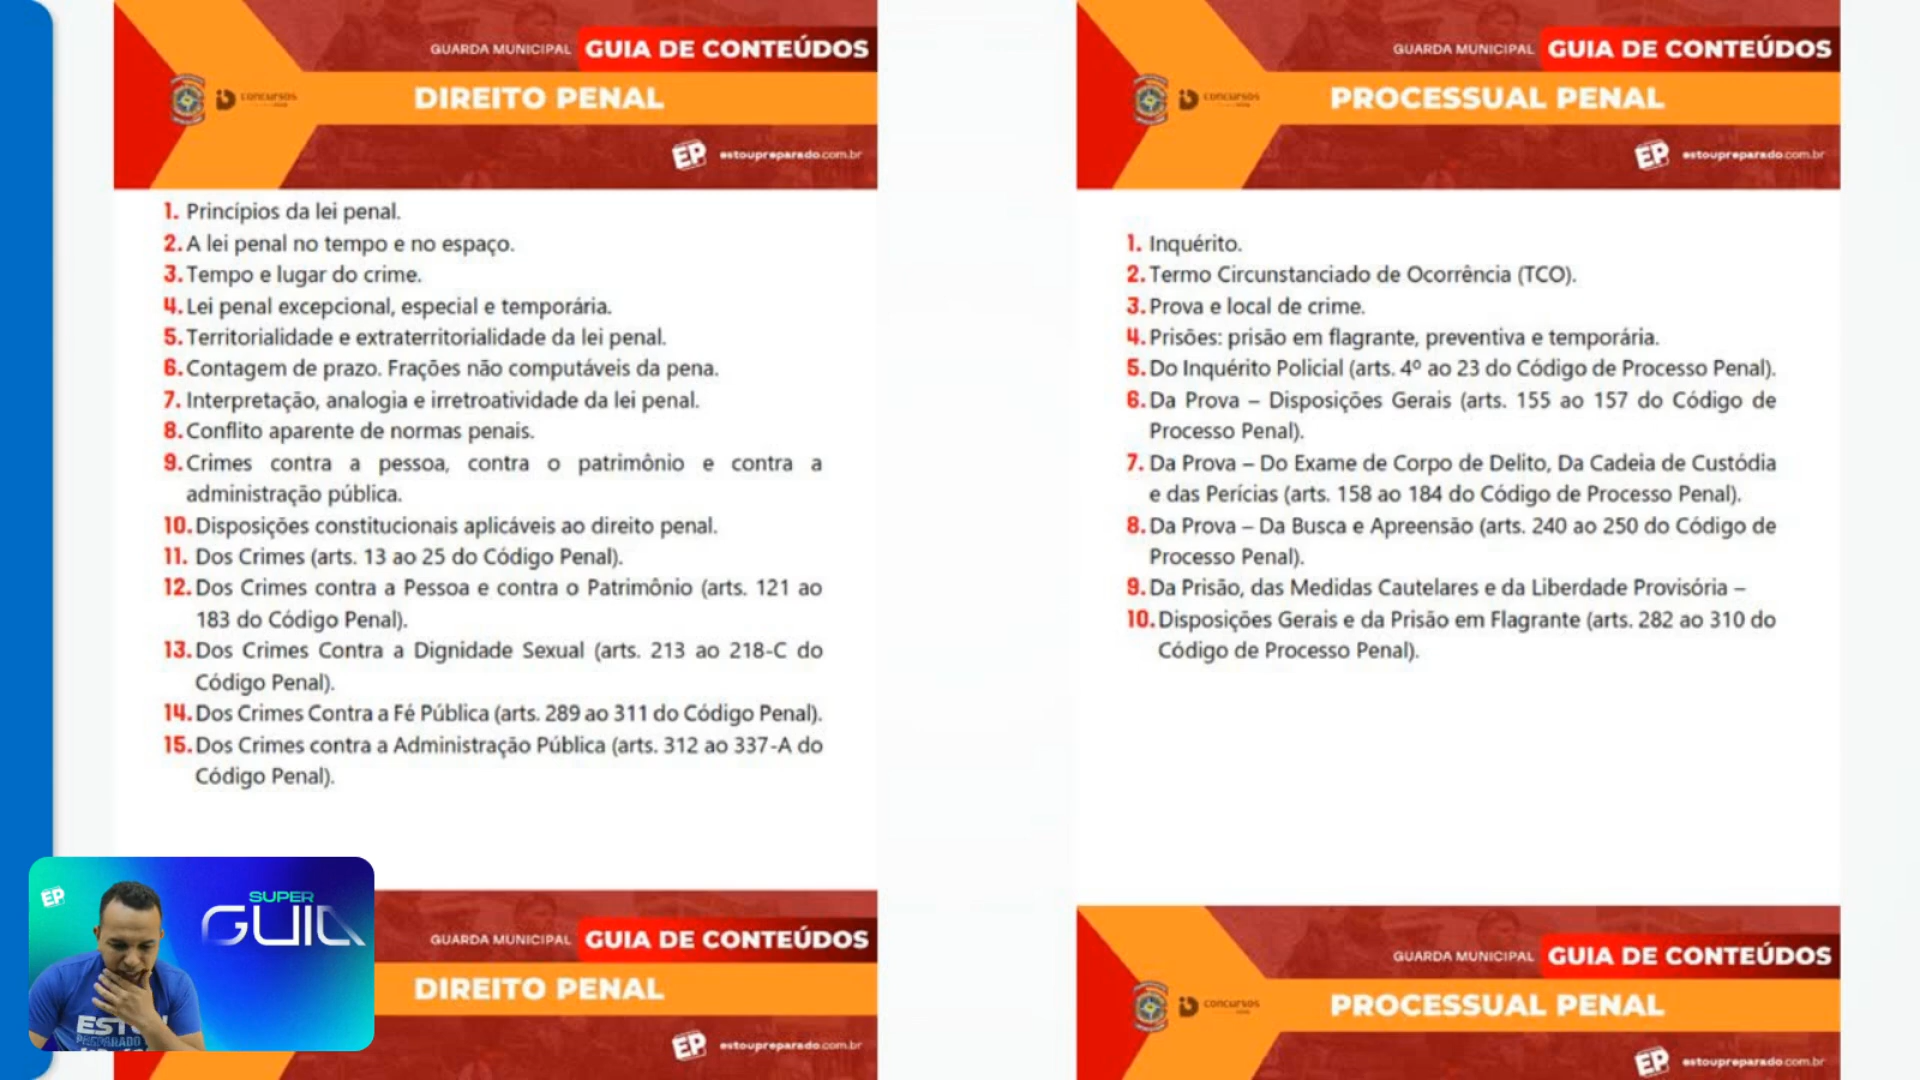 GUARDA MUNICIPAL GUIA DE CONTEÚDOS
concursos
DIREITO PENAL
EP estoupreparado.com.br
1. Princípios da lei penal.
2. A lei penal no tempo e no espaço.
3. Tempo e lugar do crime.
4. Lei penal excepcional, especial e temporária.
5. Territorialidade e extraterritorialidade da lei penal.
6. Contagem de prazo. Frações não computáveis da pena.
7. Interpretação, analogia e irretroatividade da lei penal.
8. Conflito aparente de normas penais.
9. Crimes contra a pessoa, contra o patrimônio e contra a
administração pública.
10. Disposições constitucionais aplicáveis ao direito penal.
11. Dos Crimes (arts. 13 ao 25 do Código Penal).
12. Dos Crimes contra a Pessoa e contra o Patrimônio (arts. 121 ao
183 do Código Penal).
13. Dos Crimes Contra a Dignidade Sexual (arts. 213 ao 218-C do
Código Penal).
14. Dos Crimes Contra a Fé Pública (arts. 289 ao 311 do Código Penal).
15. Dos Crimes contra a Administração Pública (arts. 312 ao 337-A do
Código Penal).
GUARDA MUNICIPAL GUIA DE CONTEÚDOS
DIREITO PENAL
EP estoupreparado.com.br
EP
SUPER
GUIA
GUARDA MUNICIPAL GUIA DE CONTEÚDOS
concursos
PROCESSUAL PENAL
EP estoupreparado.com.br
1. Inquérito.
2. Termo Circunstanciado de Ocorrência (TCO).
3. Prova e local de crime.
4. Prisões: prisão em flagrante, preventiva e temporária.
5. Do Inquérito Policial (arts. 4º ao 23 do Código de Processo Penal).
6. Da Prova – Disposições Gerais (arts. 155 ao 157 do Código de
Processo Penal).
7. Da Prova – Do Exame de Corpo de Delito, Da Cadeia de Custódia
e das Perícias (arts. 158 ao 184 do Código de Processo Penal).
8. Da Prova – Da Busca e Apreensão (arts. 240 ao 250 do Código de
Processo Penal).
9. Da Prisão, das Medidas Cautelares e da Liberdade Provisória –
10. Disposições Gerais e da Prisão em Flagrante (arts. 282 ao 310 do
Código de Processo Penal).
GUARDA MUNICIPAL GUIA DE CONTEÚDOS
concursos
PROCESSUAL PENAL
EP estoupreparado.com.br